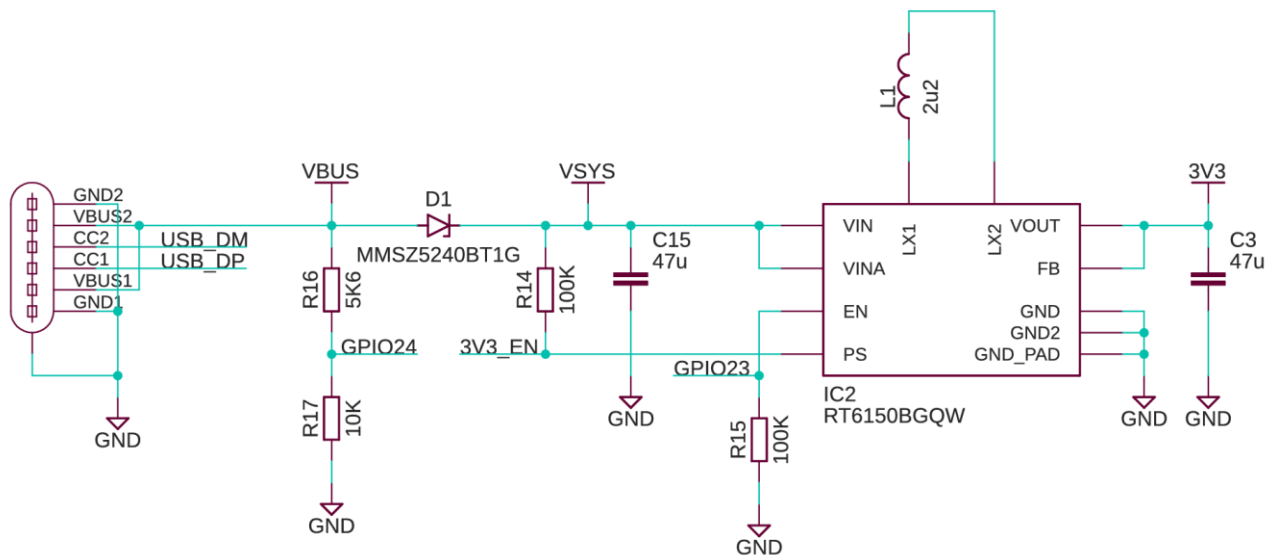 L1
2u2
GND2
VBUS2
CC2
CC1
VBUS1
GND1
USB_DM
USB_DP
GND
VBUS
D1
MMSZ5240BT1G
R16
5K6
GPIO24
R17
10K
GND
VSYS
R14
100K
3V3_EN
C15
47u
GND
GPIO23
R15
100K
GND
VIN
VINA
EN
PS
LX1
LX2
VOUT
FB
GND
GND2
GND_PAD
IC2
RT6150BGQW
3V3
C3
47u
GND
GND